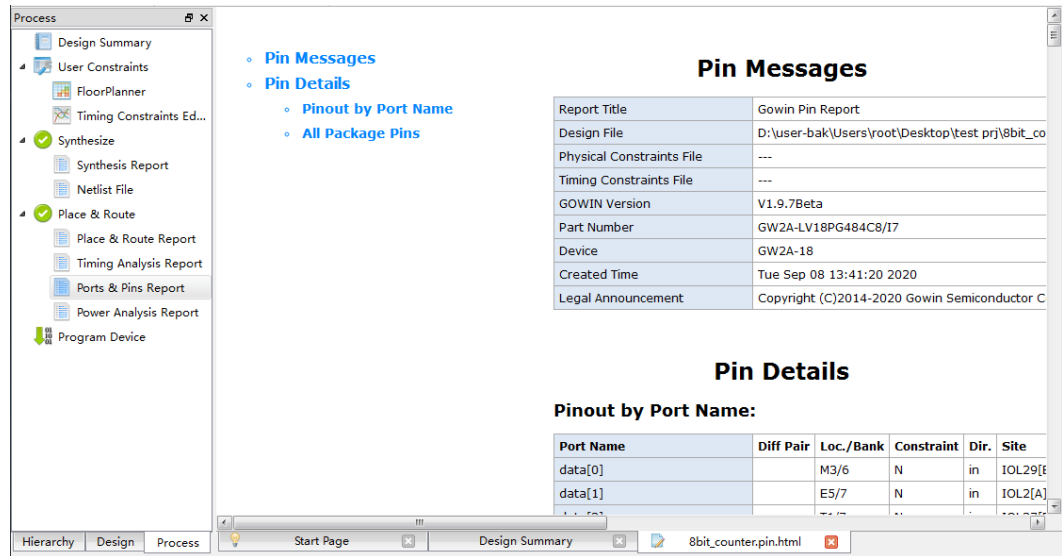 Process
Design Summary
User Constraints
FloorPlanner
Timing Constraints Ed...
Synthesize
Synthesis Report
Netlist File
Place & Route
Place & Route Report
Timing Analysis Report
Ports & Pins Report
Power Analysis Report
Program Device
Hierarchy Design Process
Pin Messages
Pin Details
Pinout by Port Name
All Package Pins
Pin Messages
Report Title Gowin Pin Report
Design File D:\user-bak\Users\root\Desktop\test prj\8bit_co
Physical Constraints File ---
Timing Constraints File ---
GOWIN Version V1.9.7Beta
Part Number GW2A-LV18PG484C8/I7
Device GW2A-18
Created Time Tue Sep 08 13:41:20 2020
Legal Announcement Copyright (C)2014-2020 Gowin Semiconductor C
Pin Details
Pinout by Port Name:
Port Name Diff Pair Loc./Bank Constraint Dir. Site
data[0] M3/6 N in IOL29[
data[1] E5/7 N in IOL2[A]
Start Page Design Summary 8bit_counter.pin.html